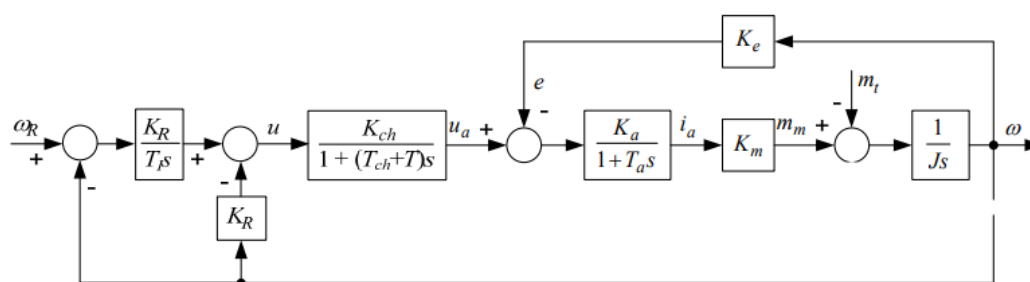 K_e
e
m_t
ω_R
K_R
T_I s
u
K_ch
1 + (T_ch+T)s
u_a
K_a
1 + T_a s
i_a
K_m
m_m
1
Js
ω
K_R
+
-
+
-
+
-
+
-